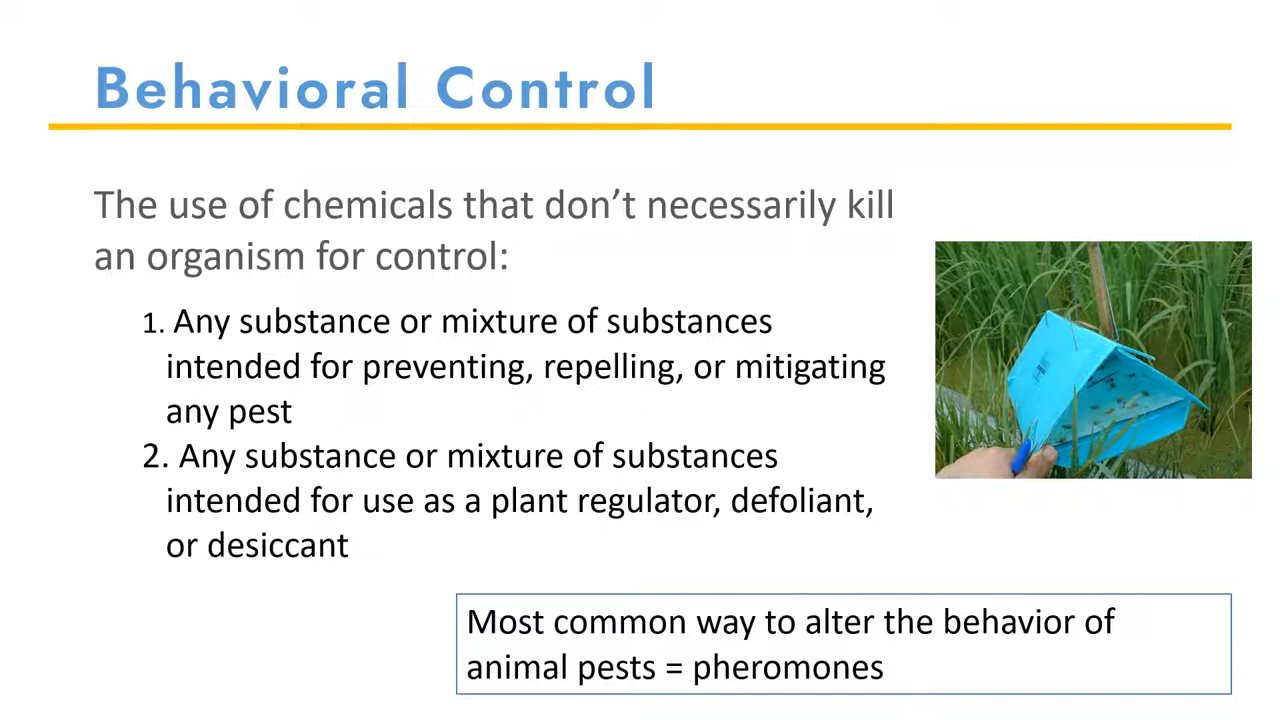 Behavioral Control
The use of chemicals that don't necessarily kill
an organism for control:
1. Any substance or mixture of substances
intended for preventing, repelling, or mitigating
any pest
2. Any substance or mixture of substances
intended for use as a plant regulator, defoliant,
or desiccant
Most common way to alter the behavior of
animal pests = pheromones